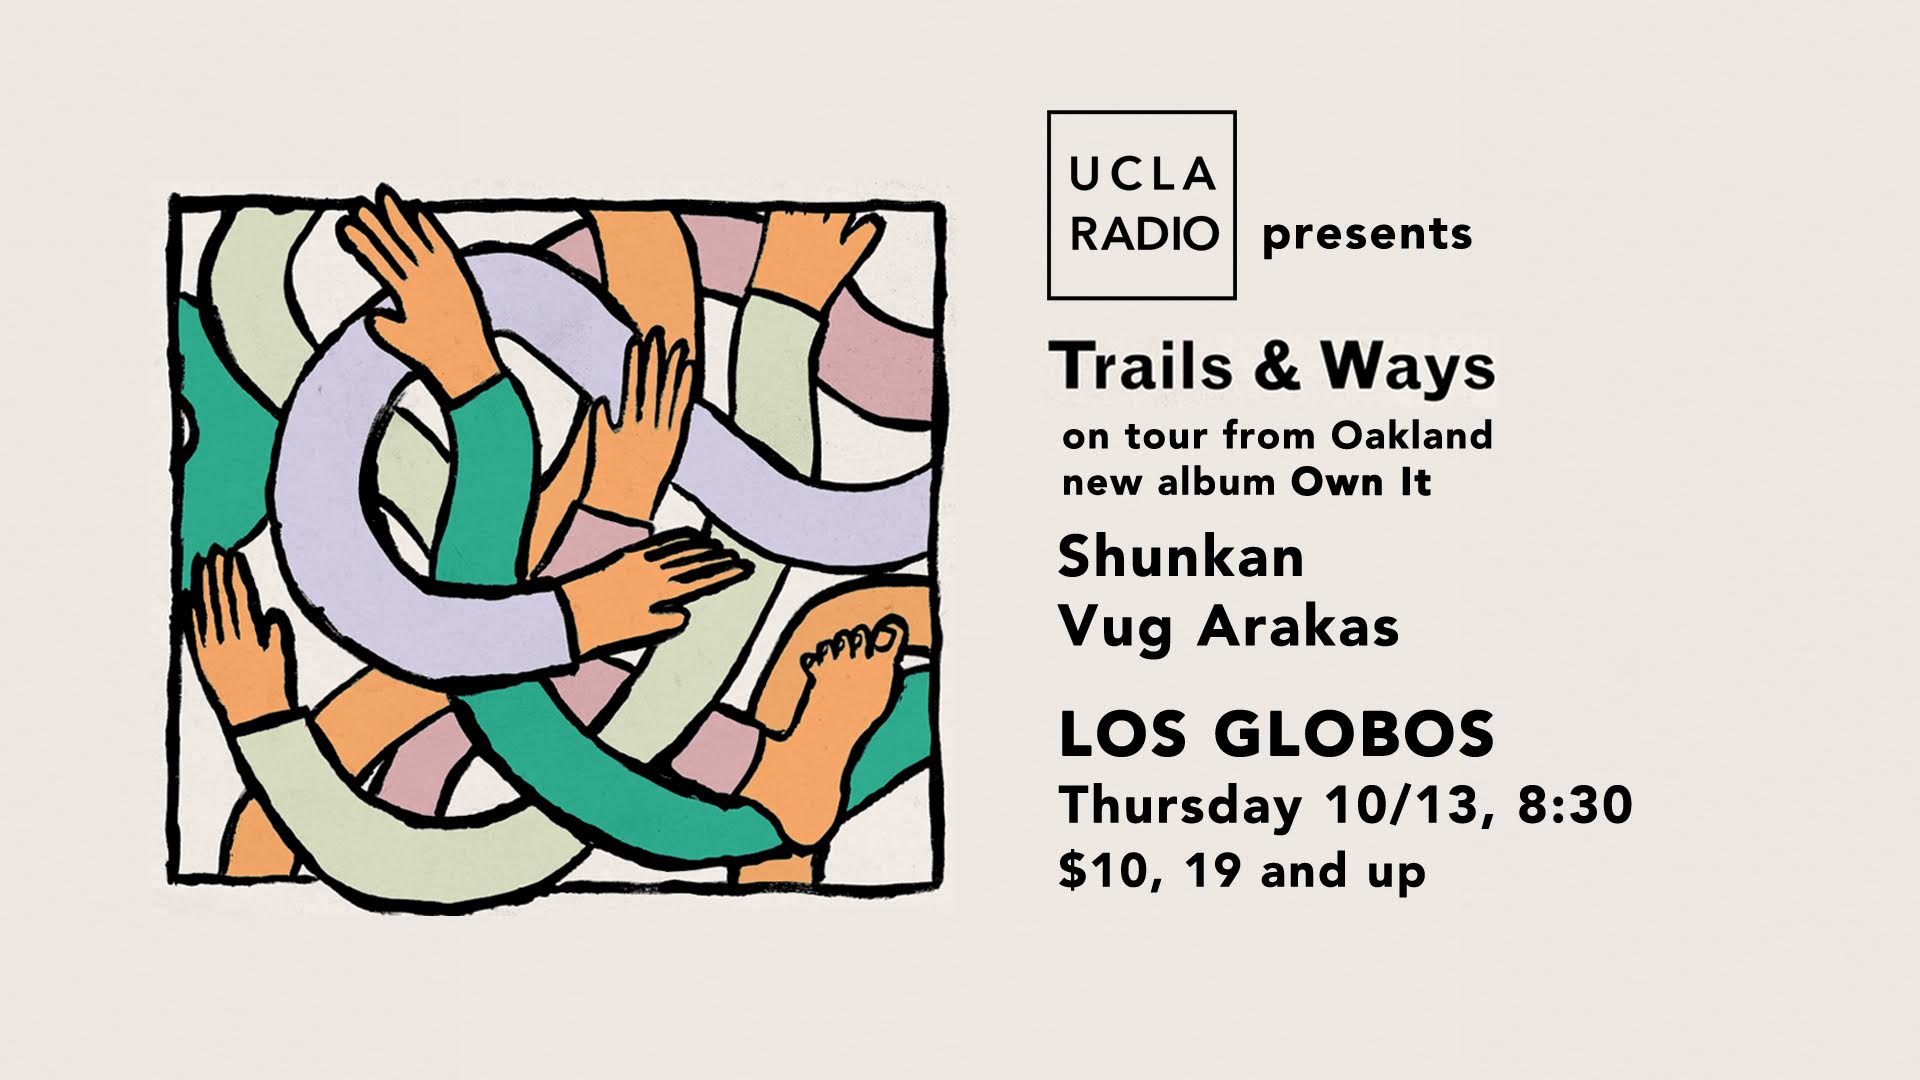 UCLA
RADIO
presents
Trails & Ways
on tour from Oakland
new album Own It
Shunkan
Vug Arakas
LOS GLOBOS
Thursday 10/13, 8:30
$10, 19 and up